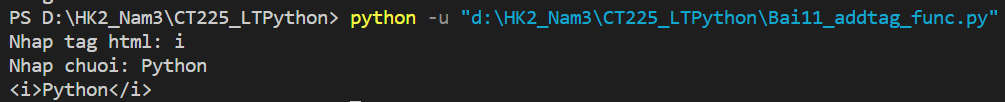 PS D:\HK2_Nam3\CT225_LTPython> python -u "d:\HK2_Nam3\CT225_LTPython\Bai11_addtag_func.py"
Nhap tag html: i
Nhap chuoi: Python
<i>Python</i>